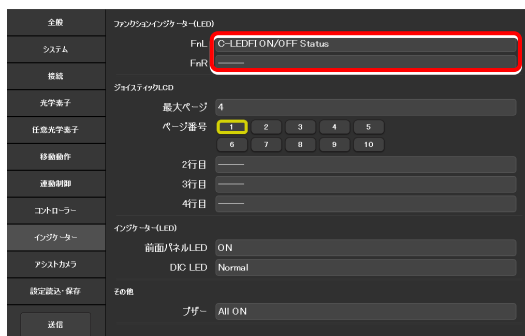 全般
システム
接続
光学素子
任意光学素子
移動動作
連動制御
コントローラー
インジケーター
アシストカメラ
設定読込・保存
送信
ファンクションインジケーター(LED)
FnL C-LEDFI ON/OFF Status
FnR ――
ジョイスティックLCD
最大ページ 4
ページ番号 1 2 3 4 5
6 7 8 9 10
2行目 ――
3行目 ――
4行目 ――
インジケーター(LED)
前面パネルLED ON
DIC LED Normal
その他
ブザー All ON